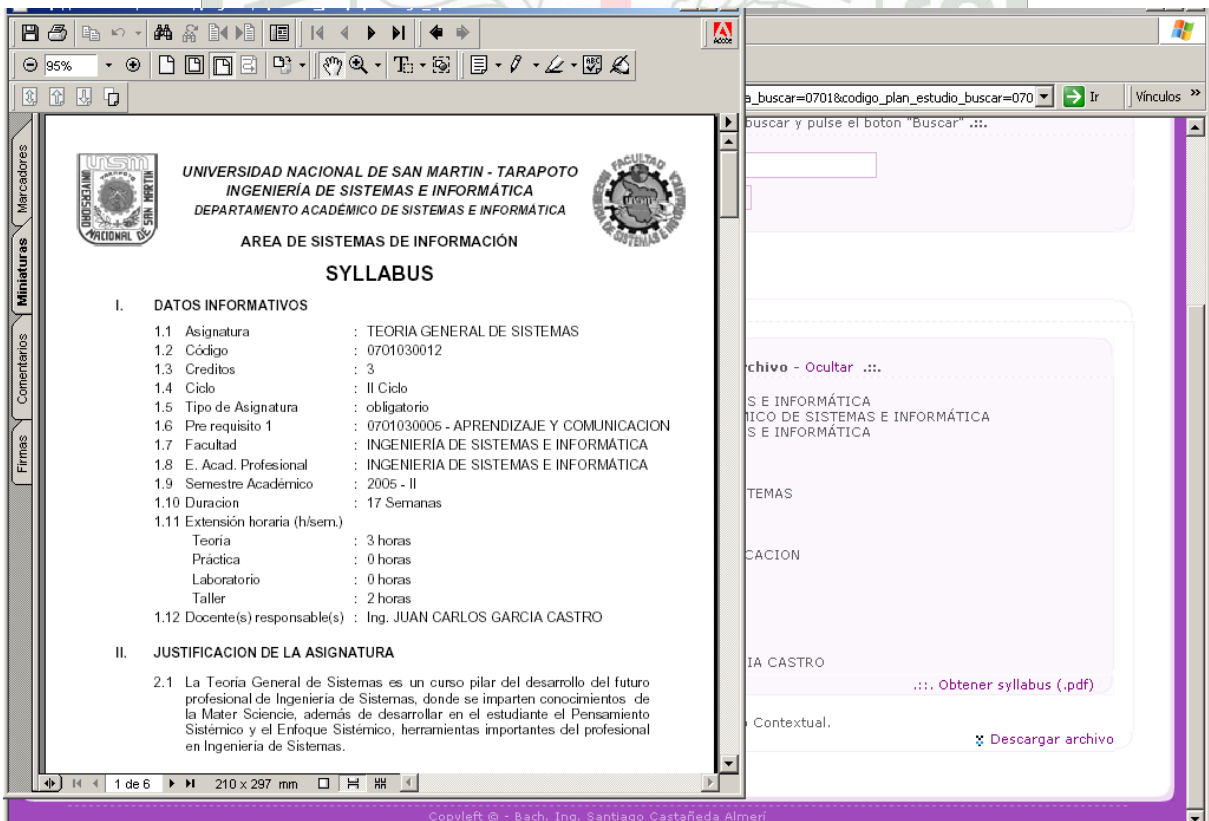 Adobe
95%
a_buscar=0701&codigo_plan_estudio_buscar=070
Ir
Vínculos
buscar y pulse el boton "Buscar" .::.
Marcadores
Miniaturas
Comentarios
Firmas
UNIVERSIDAD NACIONAL DE SAN MARTIN - TARAPOTO
INGENIERÍA DE SISTEMAS E INFORMÁTICA
DEPARTAMENTO ACADÉMICO DE SISTEMAS E INFORMÁTICA
AREA DE SISTEMAS DE INFORMACIÓN
SYLLABUS
I. DATOS INFORMATIVOS
1.1 Asignatura : TEORIA GENERAL DE SISTEMAS
1.2 Código : 0701030012
1.3 Creditos : 3
1.4 Ciclo : II Ciclo
1.5 Tipo de Asignatura : obligatorio
1.6 Pre requisito 1 : 0701030005 - APRENDIZAJE Y COMUNICACION
1.7 Facultad : INGENIERÍA DE SISTEMAS E INFORMÁTICA
1.8 E. Acad. Profesional : INGENIERIA DE SISTEMAS E INFORMÁTICA
1.9 Semestre Académico : 2005 - II
1.10 Duracion : 17 Semanas
1.11 Extensión horaria (h/sem.)
Teoría : 3 horas
Práctica : 0 horas
Laboratorio : 0 horas
Taller : 2 horas
1.12 Docente(s) responsable(s) : Ing. JUAN CARLOS GARCIA CASTRO
II. JUSTIFICACION DE LA ASIGNATURA
2.1 La Teoría General de Sistemas es un curso pilar del desarrollo del futuro
profesional de Ingeniería de Sistemas, donde se imparten conocimientos de
la Mater Sciencie, además de desarrollar en el estudiante el Pensamiento
Sistémico y el Enfoque Sistémico, herramientas importantes del profesional
en Ingeniería de Sistemas.
1 de 6
210 x 297 mm
rchivo - Ocultar .::.
S E INFORMÁTICA
MICO DE SISTEMAS E INFORMÁTICA
S E INFORMÁTICA
TEMAS
CACION
IA CASTRO
.::. Obtener syllabus (.pdf)
Contextual.
Descargar archivo
Copyleft © - Bach. Ing. Santiago Castañeda Almerí